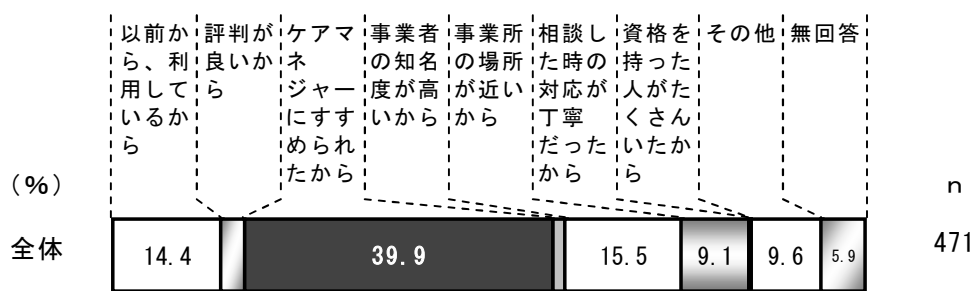 以前か
ら、利
用して
いるか
ら
評判が
良いか
ら
ケアマ
ネ
ジャー
にすす
められ
たから
事業者
の知名
度が高
いから
事業所
の場所
が近い
から
相談し
た時の
対応が
丁寧
だった
から
資格を
持った
人がた
くさん
いたか
ら
その他
無回答
(%)
n
全体
14.4
39.9
15.5
9.1
9.6
5.9
471